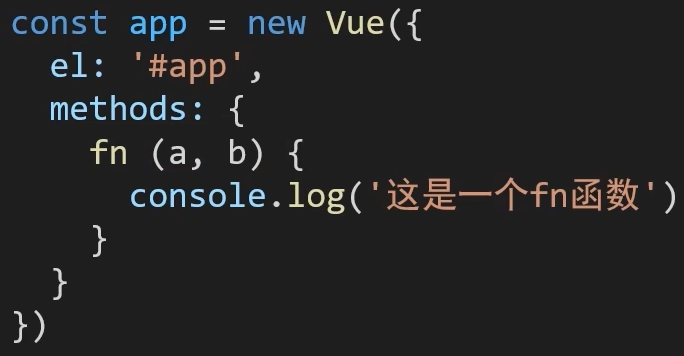 const app = new Vue({
  el: '#app',
  methods: {
    fn (a, b) {
      console.log('这是一个fn函数')
    }
  }
})